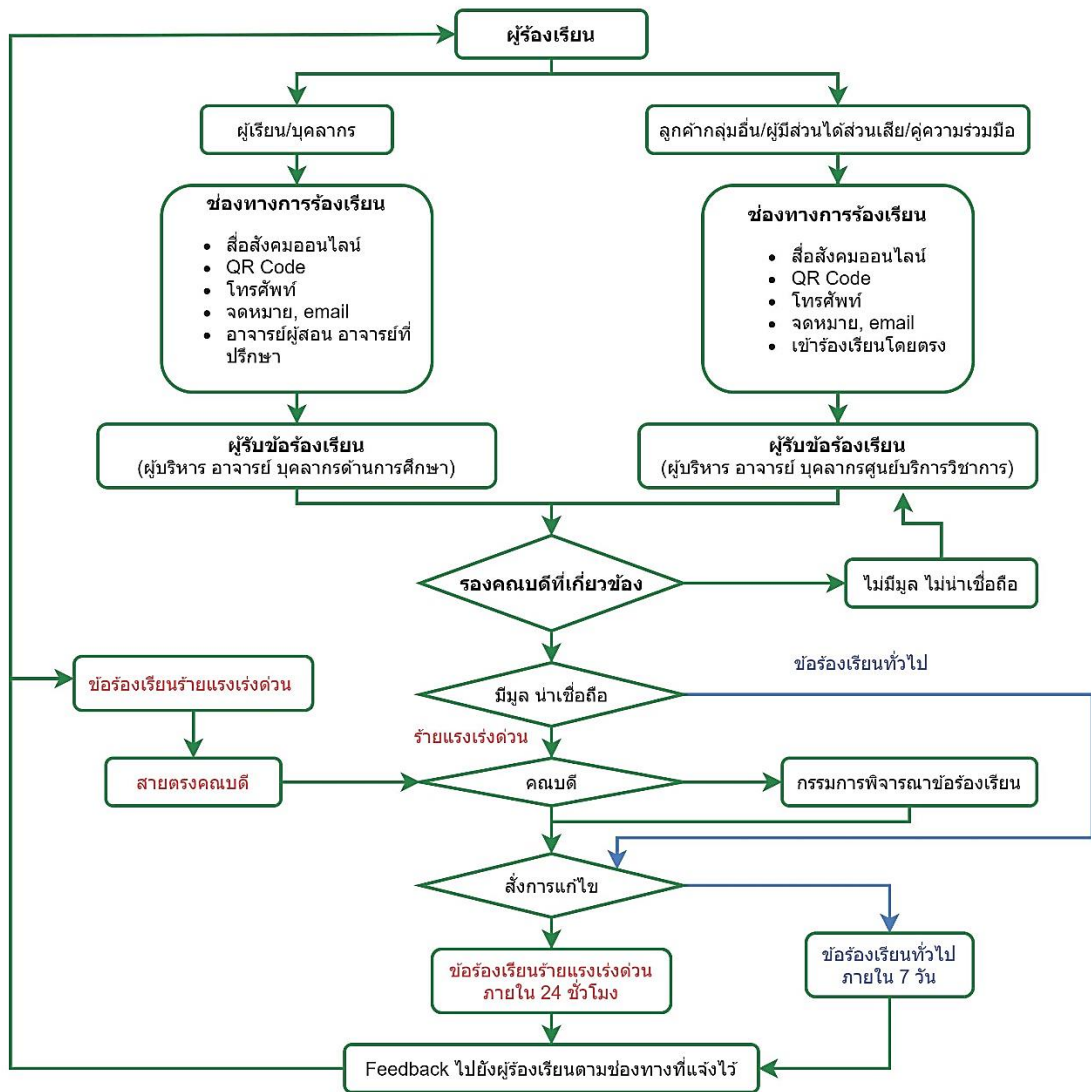 ผู้ร้องเรียน
ผู้เรียน/บุคลากร
ลูกค้ากลุ่มอื่น/ผู้มีส่วนได้ส่วนเสีย/คู่ความร่วมมือ
ช่องทางการร้องเรียน
• สื่อสังคมออนไลน์
• QR Code
• โทรศัพท์
• จดหมาย, email
• อาจารย์ผู้สอน อาจารย์ที่
ปรึกษา
ช่องทางการร้องเรียน
• สื่อสังคมออนไลน์
• QR Code
• โทรศัพท์
• จดหมาย, email
• เข้าร้องเรียนโดยตรง
ผู้รับข้อร้องเรียน
(ผู้บริหาร อาจารย์ บุคลากรด้านการศึกษา)
ผู้รับข้อร้องเรียน
(ผู้บริหาร อาจารย์ บุคลากรศูนย์บริการวิชาการ)
รองคณบดีที่เกี่ยวข้อง
ไม่มีมูล ไม่น่าเชื่อถือ
ข้อร้องเรียนทั่วไป
ข้อร้องเรียนร้ายแรงเร่งด่วน
มีมูล น่าเชื่อถือ
ร้ายแรงเร่งด่วน
สายตรงคณบดี
คณบดี
กรรมการพิจารณาข้อร้องเรียน
สั่งการแก้ไข
ข้อร้องเรียนร้ายแรงเร่งด่วน
ภายใน 24 ชั่วโมง
ข้อร้องเรียนทั่วไป
ภายใน 7 วัน
Feedback ไปยังผู้ร้องเรียนตามช่องทางที่แจ้งไว้